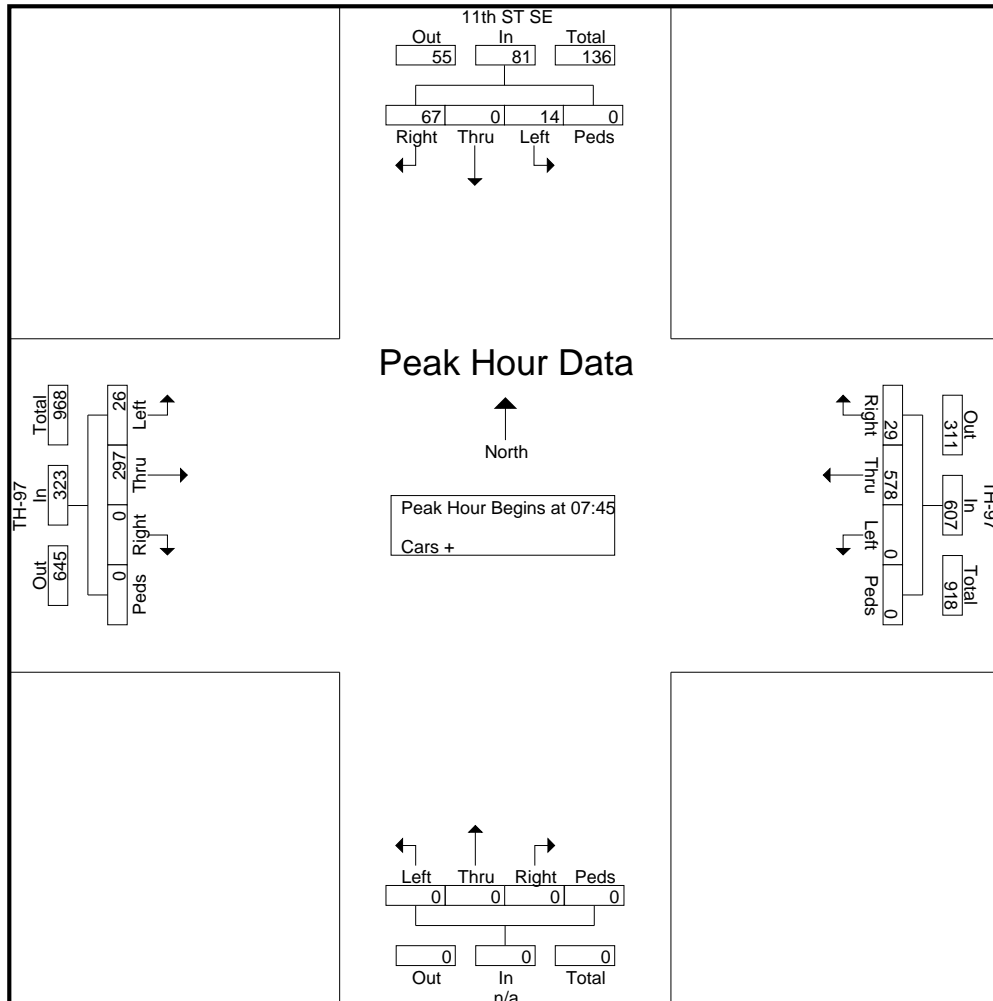 11th ST SE
Out In Total
55 81 136
67 0 14 0
Right Thru Left Peds
Peak Hour Data
North
Peak Hour Begins at 07:45
Cars +
TH-97
Total In Out
968 323 645
26 297 0 0
Left Thru Right Peds
TH-97
Out In Total
311 607 918
29 578 0 0
Right Thru Left Peds
Left Thru Right Peds
0 0 0 0
0 0 0
Out In Total
n/a